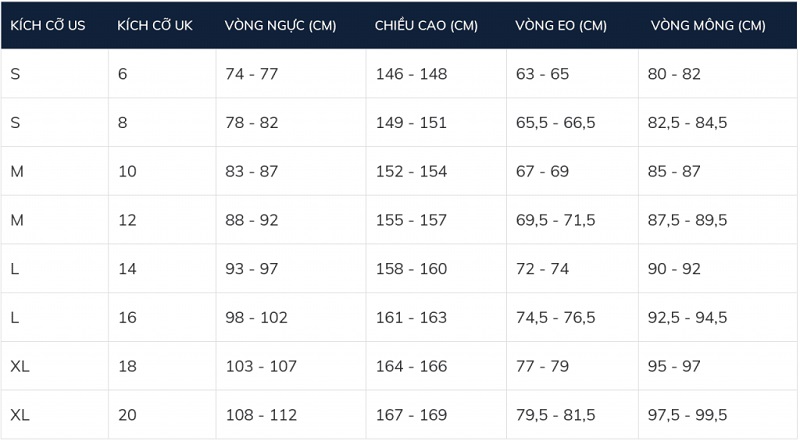 KÍCH CỠ US KÍCH CỠ UK VÒNG NGỰC (CM) CHIỀU CAO (CM) VÒNG EO (CM) VÒNG MÔNG (CM)
S 6 74 - 77 146 - 148 63 - 65 80 - 82
S 8 78 - 82 149 - 151 65,5 - 66,5 82,5 - 84,5
M 10 83 - 87 152 - 154 67 - 69 85 - 87
M 12 88 - 92 155 - 157 69,5 - 71,5 87,5 - 89,5
L 14 93 - 97 158 - 160 72 - 74 90 - 92
L 16 98 - 102 161 - 163 74,5 - 76,5 92,5 - 94,5
XL 18 103 - 107 164 - 166 77 - 79 95 - 97
XL 20 108 - 112 167 - 169 79,5 - 81,5 97,5 - 99,5